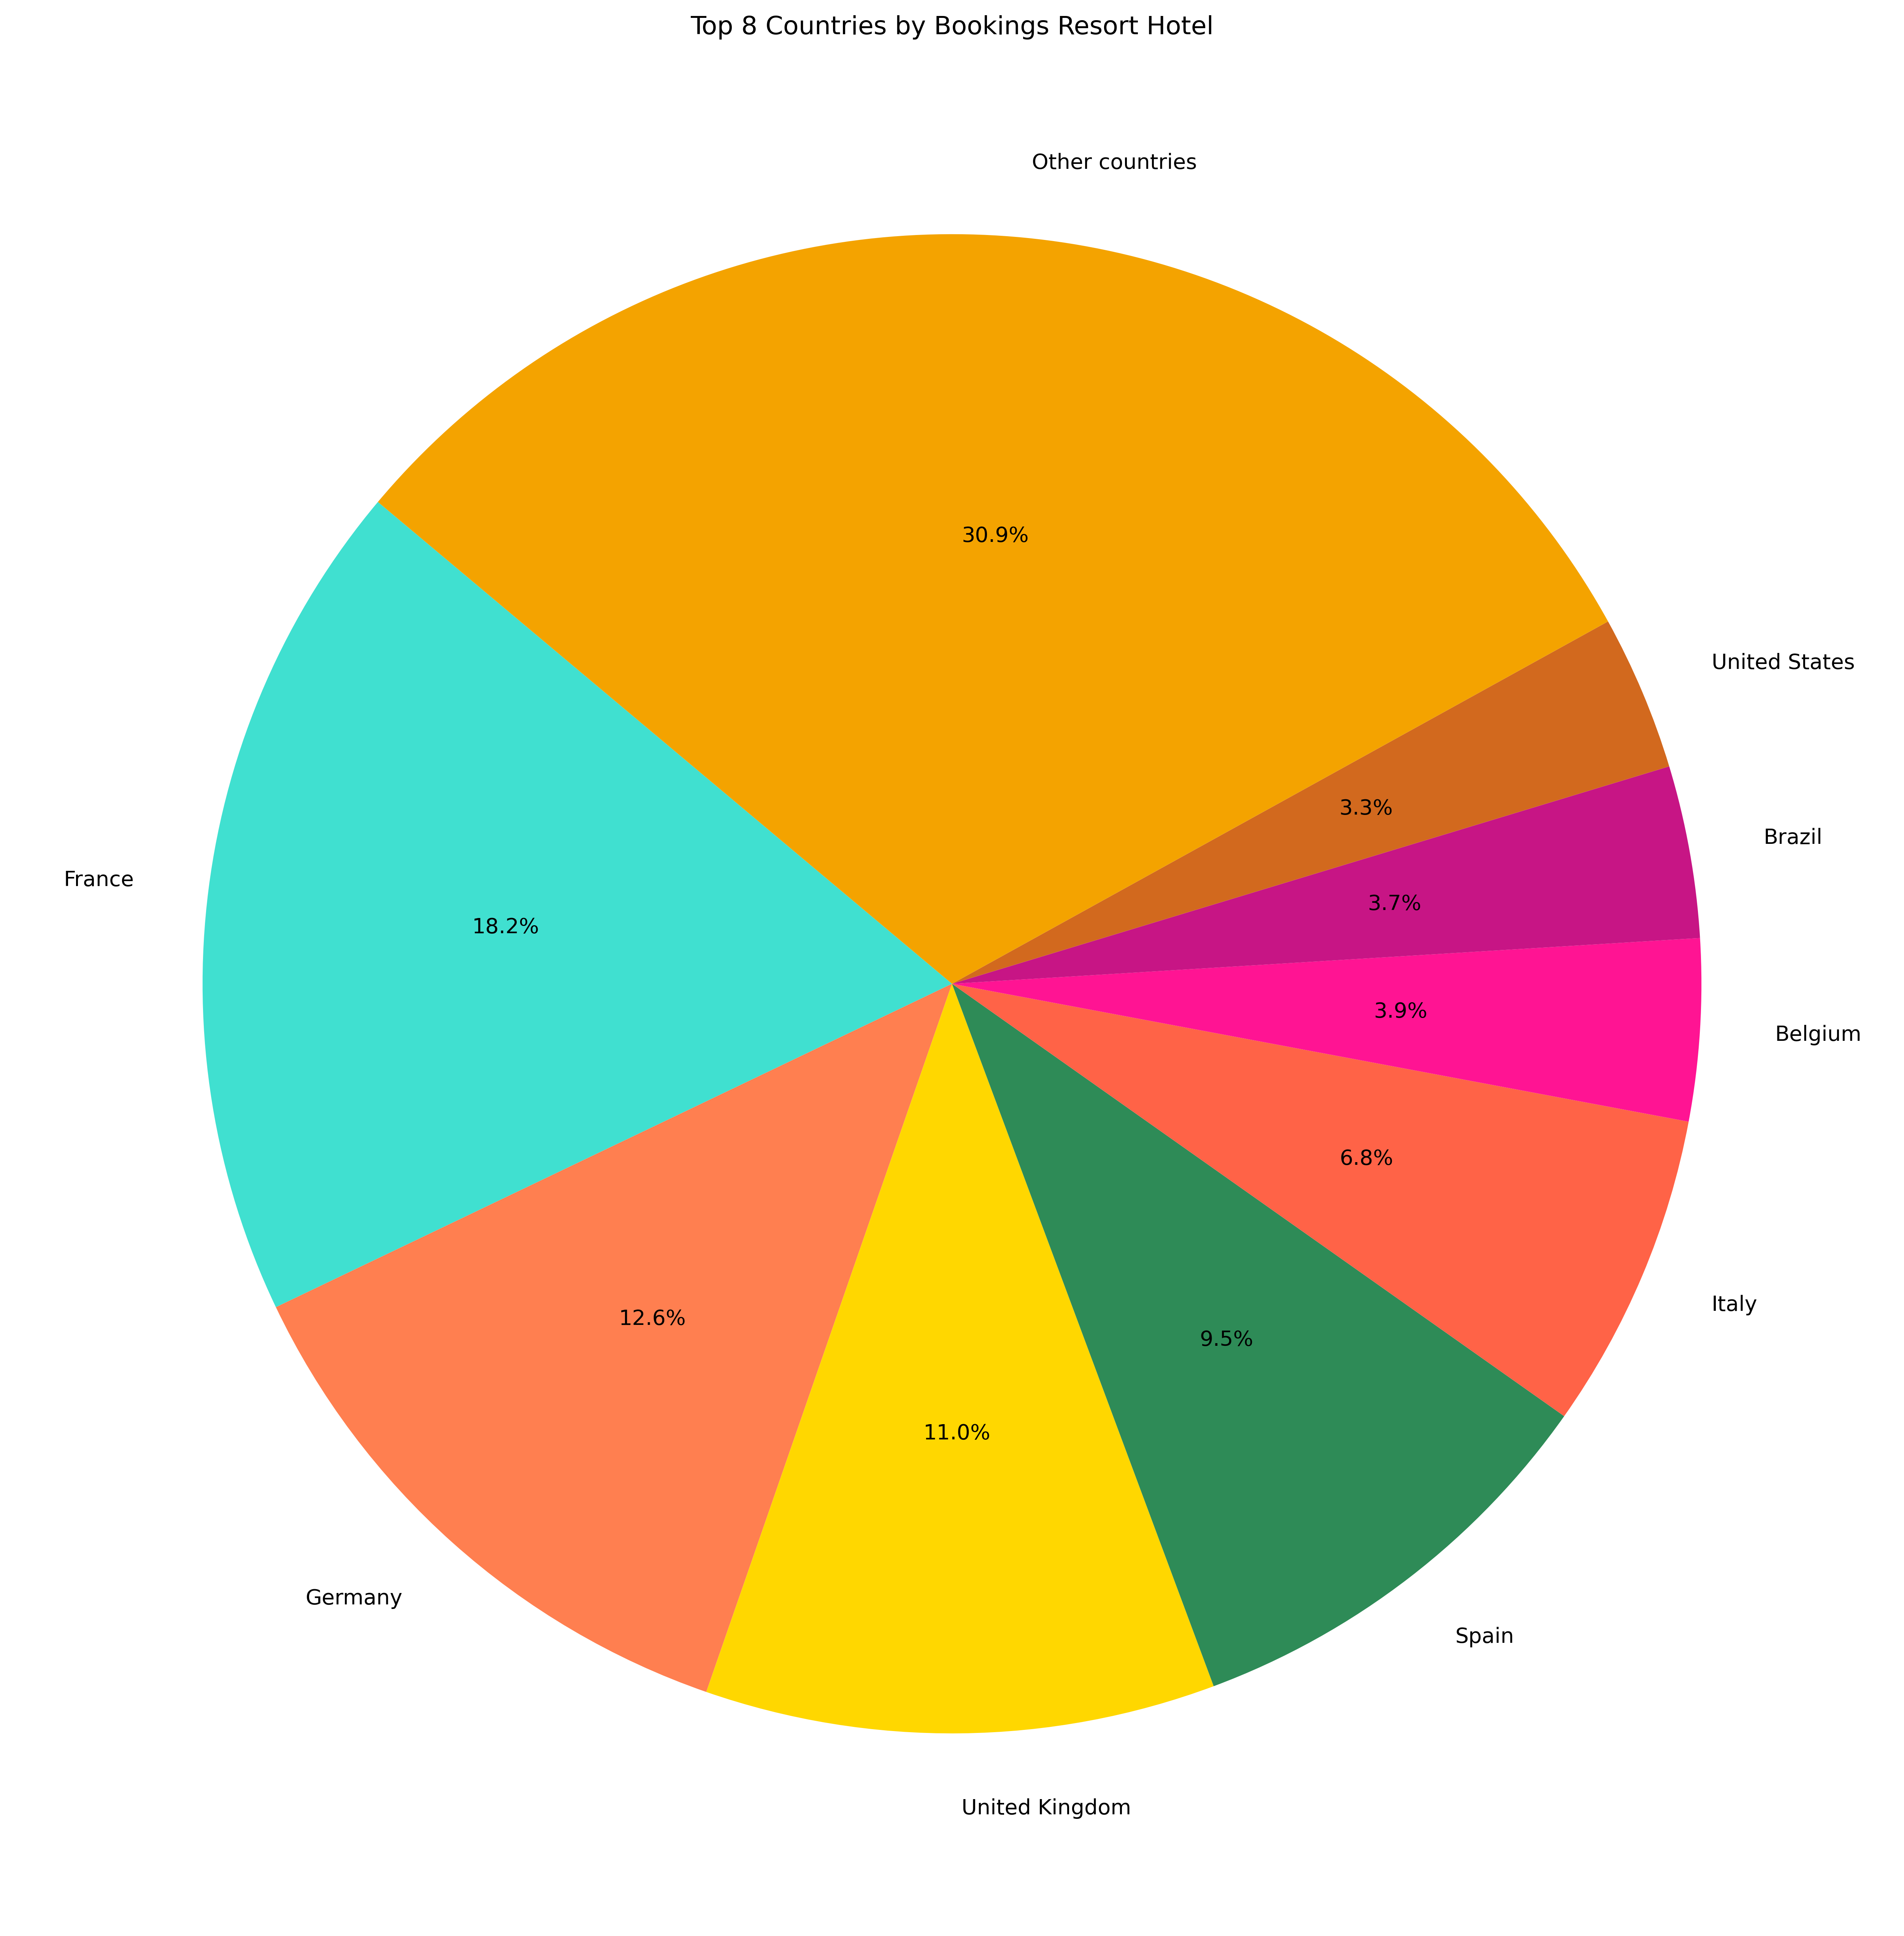 Top 8 Countries by Bookings Resort Hotel
Other countries
30.9%
United States
3.3%
Brazil
3.7%
France
18.2%
Belgium
3.9%
Italy
6.8%
Germany
12.6%
Spain
9.5%
United Kingdom
11.0%